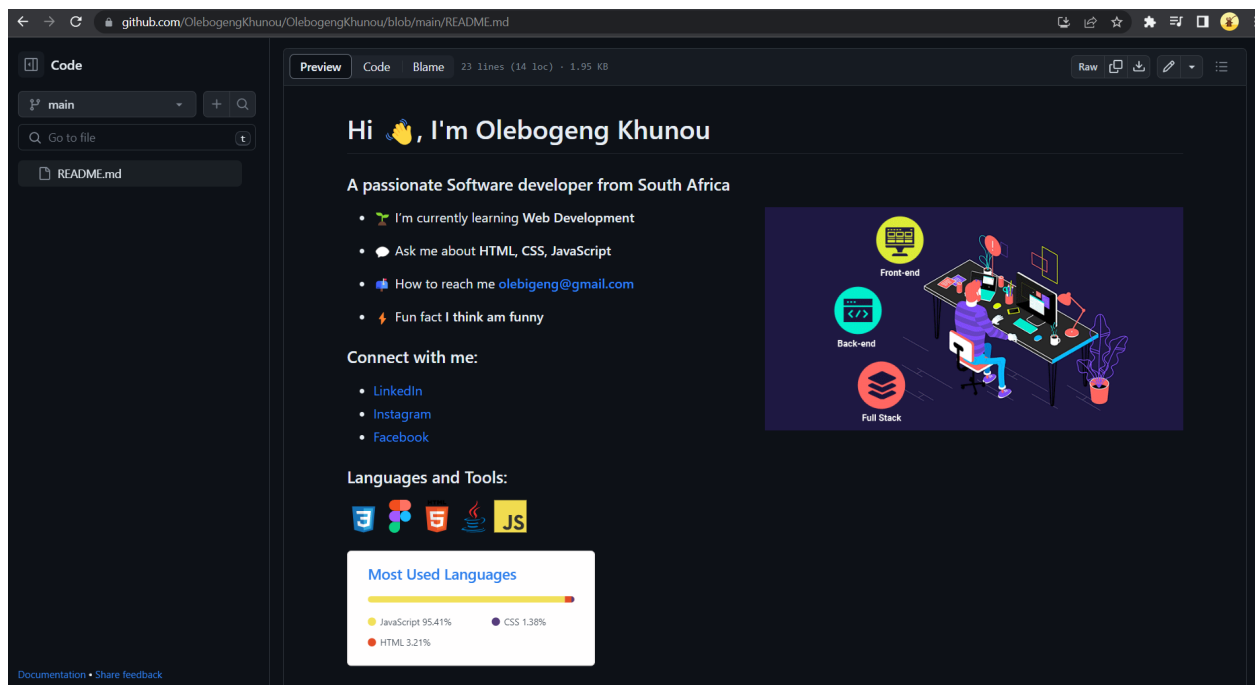 github.com/OlebogengKhunou/OlebogengKhunou/blob/main/README.md
Code
main
Go to file
t
README.md
Preview Code Blame 23 lines (14 loc) · 1.95 KB
Raw
Hi 👋, I'm Olebogeng Khunou
A passionate Software developer from South Africa
🌱 I'm currently learning Web Development
💬 Ask me about HTML, CSS, JavaScript
📫 How to reach me olebigeng@gmail.com
⚡ Fun fact I think am funny
Front-end
Back-end
Full Stack
Connect with me:
LinkedIn
Instagram
Facebook
Languages and Tools:
3 5 JS
Most Used Languages
JavaScript 95.41% CSS 1.38%
HTML 3.21%
Documentation • Share feedback